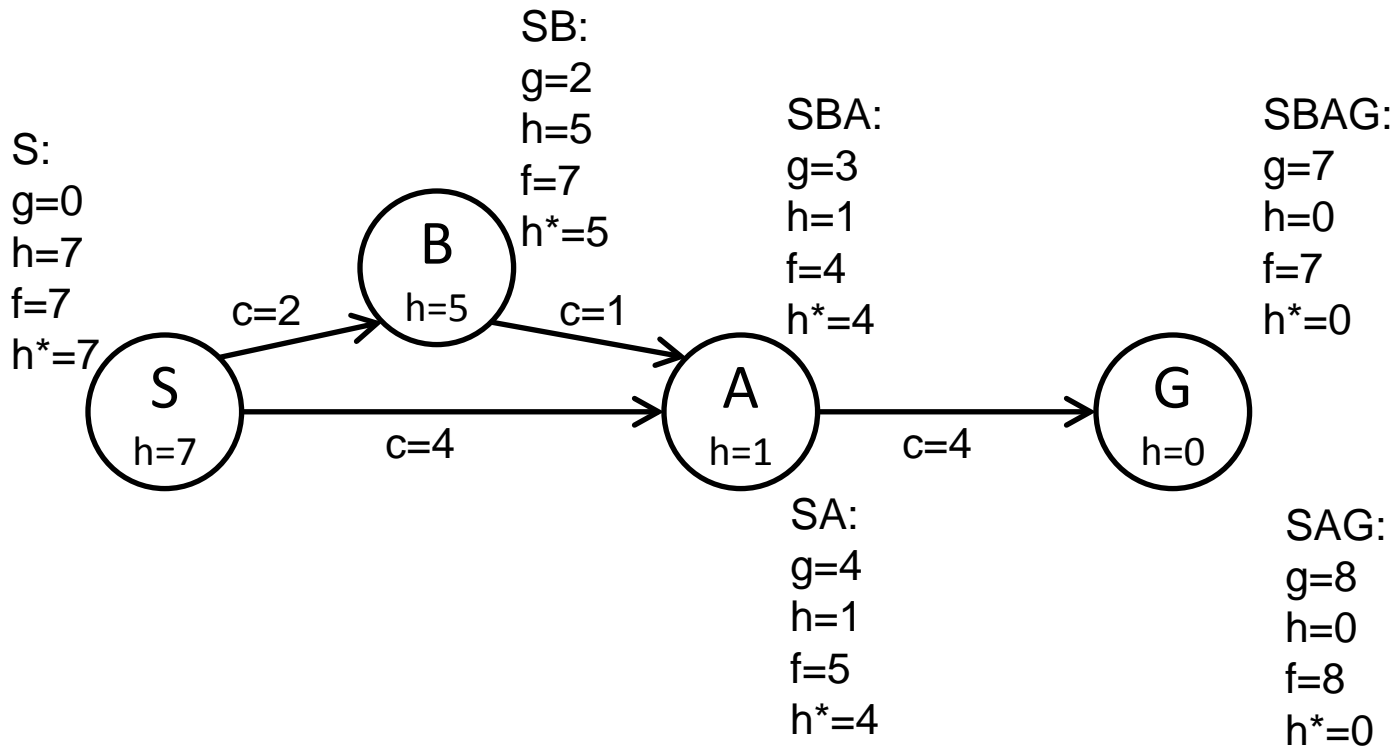 S:
g=0
h=7
f=7
h*=7
SB:
g=2
h=5
f=7
h*=5
SBA:
g=3
h=1
f=4
h*=4
SBAG:
g=7
h=0
f=7
h*=0
B
h=5
c=2
c=1
S
h=7
c=4
A
h=1
c=4
G
h=0
SA:
g=4
h=1
f=5
h*=4
SAG:
g=8
h=0
f=8
h*=0